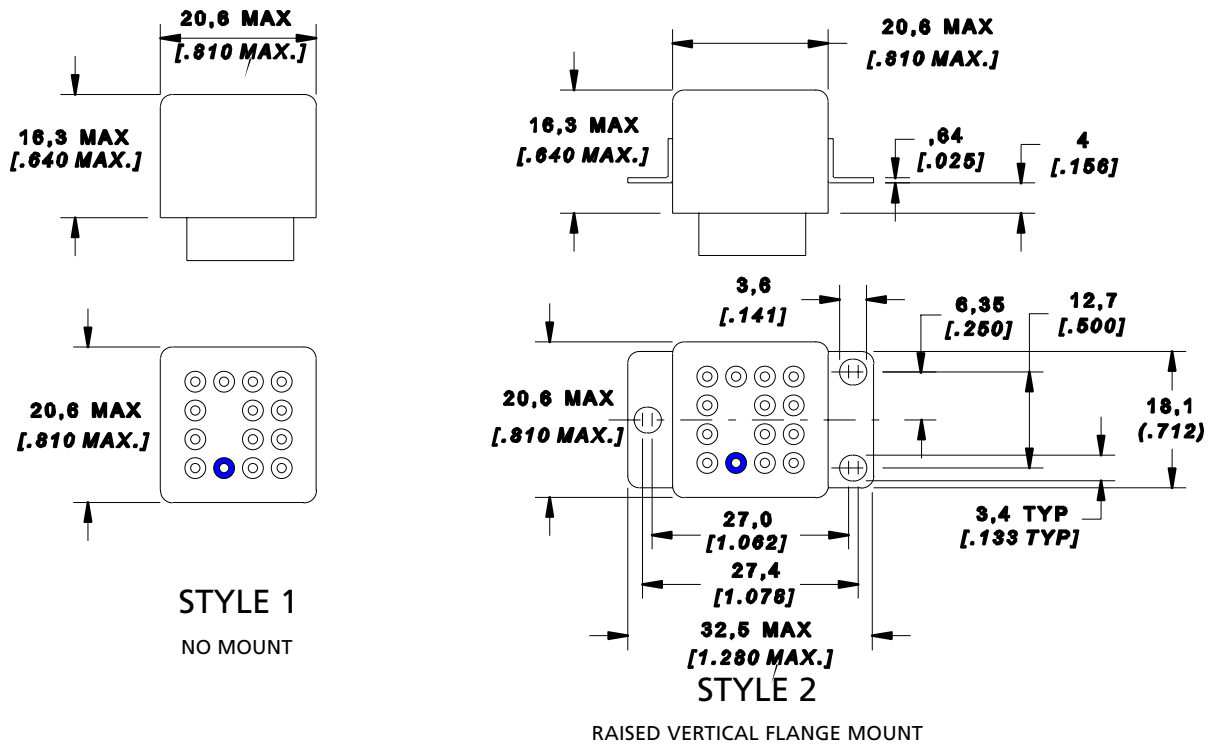 20,6 MAX
[.810 MAX.]
16,3 MAX
[.640 MAX.]
20,6 MAX
[.810 MAX.]
STYLE 1
NO MOUNT
20,6 MAX
[.810 MAX.]
16,3 MAX
[.640 MAX.]
,64
[.025]
4
[.156]
3,6
[.141]
6,35
[.250]
12,7
[.500]
20,6 MAX
[.810 MAX.]
18,1
(.712)
27,0
[1.062]
3,4 TYP
[.133 TYP]
27,4
[1.078]
32,5 MAX
[1.280 MAX.]
STYLE 2
RAISED VERTICAL FLANGE MOUNT